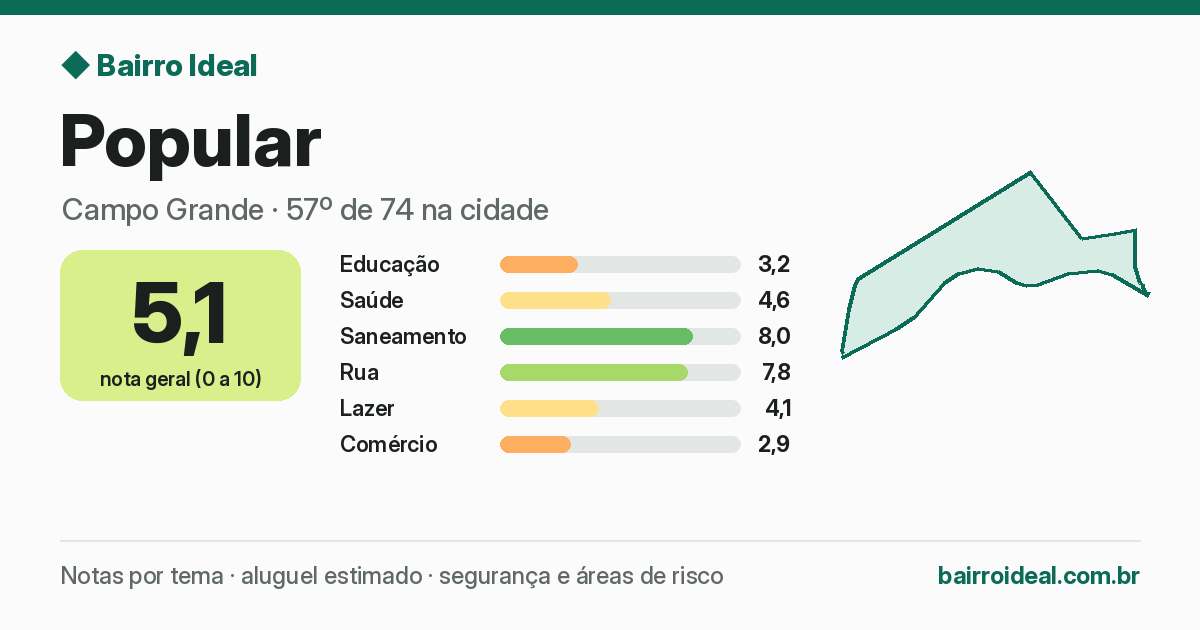 Bairro Ideal
Popular
Campo Grande · 57º de 74 na cidade
5,1
nota geral (0 a 10)
Educação 3,2
Saúde 4,6
Saneamento 8,0
Rua 7,8
Lazer 4,1
Comércio 2,9
Notas por tema · aluguel estimado · segurança e áreas de risco
bairroideal.com.br